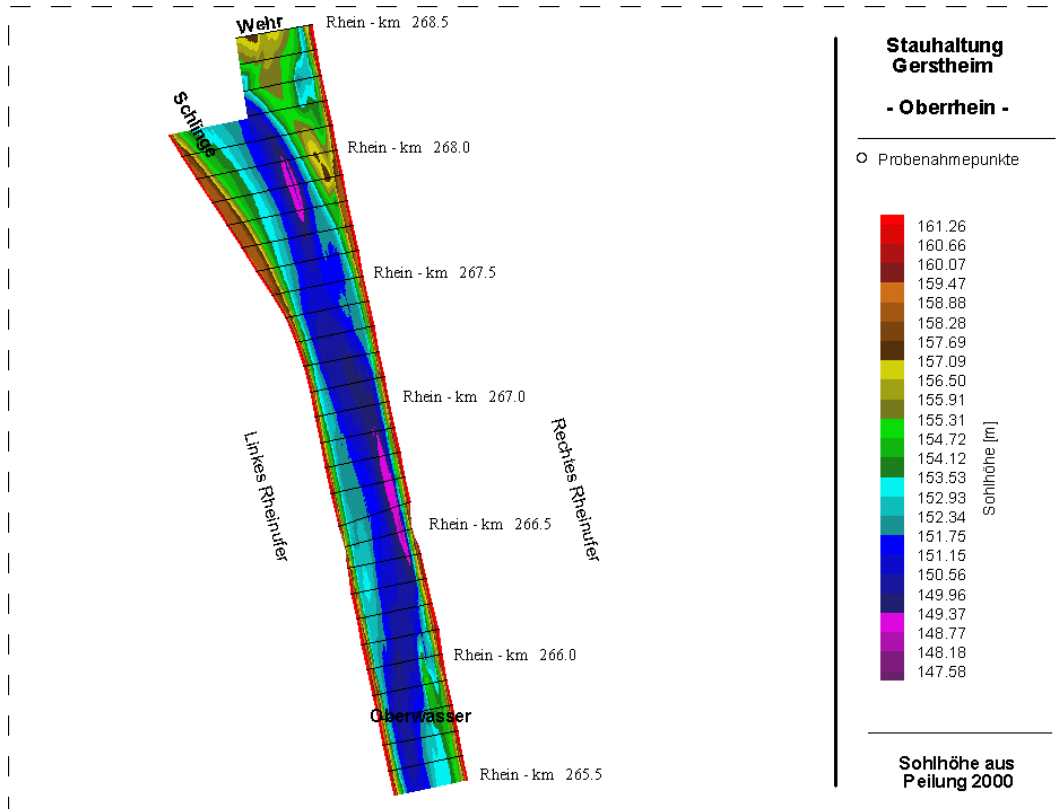 Wehr
Rhein - km 268.5
Schlinge
Rhein - km 268.0
Rhein - km 267.5
Rhein - km 267.0
Linkes Rheinufer
Rechtes Rheinufer
Rhein - km 266.5
Rhein - km 266.0
Oberwasser
Rhein - km 265.5
Stauhaltung
Gerstheim
- Oberrhein -
Probenahmepunkte
161.26
160.66
160.07
159.47
158.88
158.28
157.69
157.09
156.50
155.91
155.31
154.72
154.12
153.53
152.93
152.34
151.75
151.15
150.56
149.96
149.37
148.77
148.18
147.58
Sohlhöhe [m]
Sohlhöhe aus
Peilung 2000